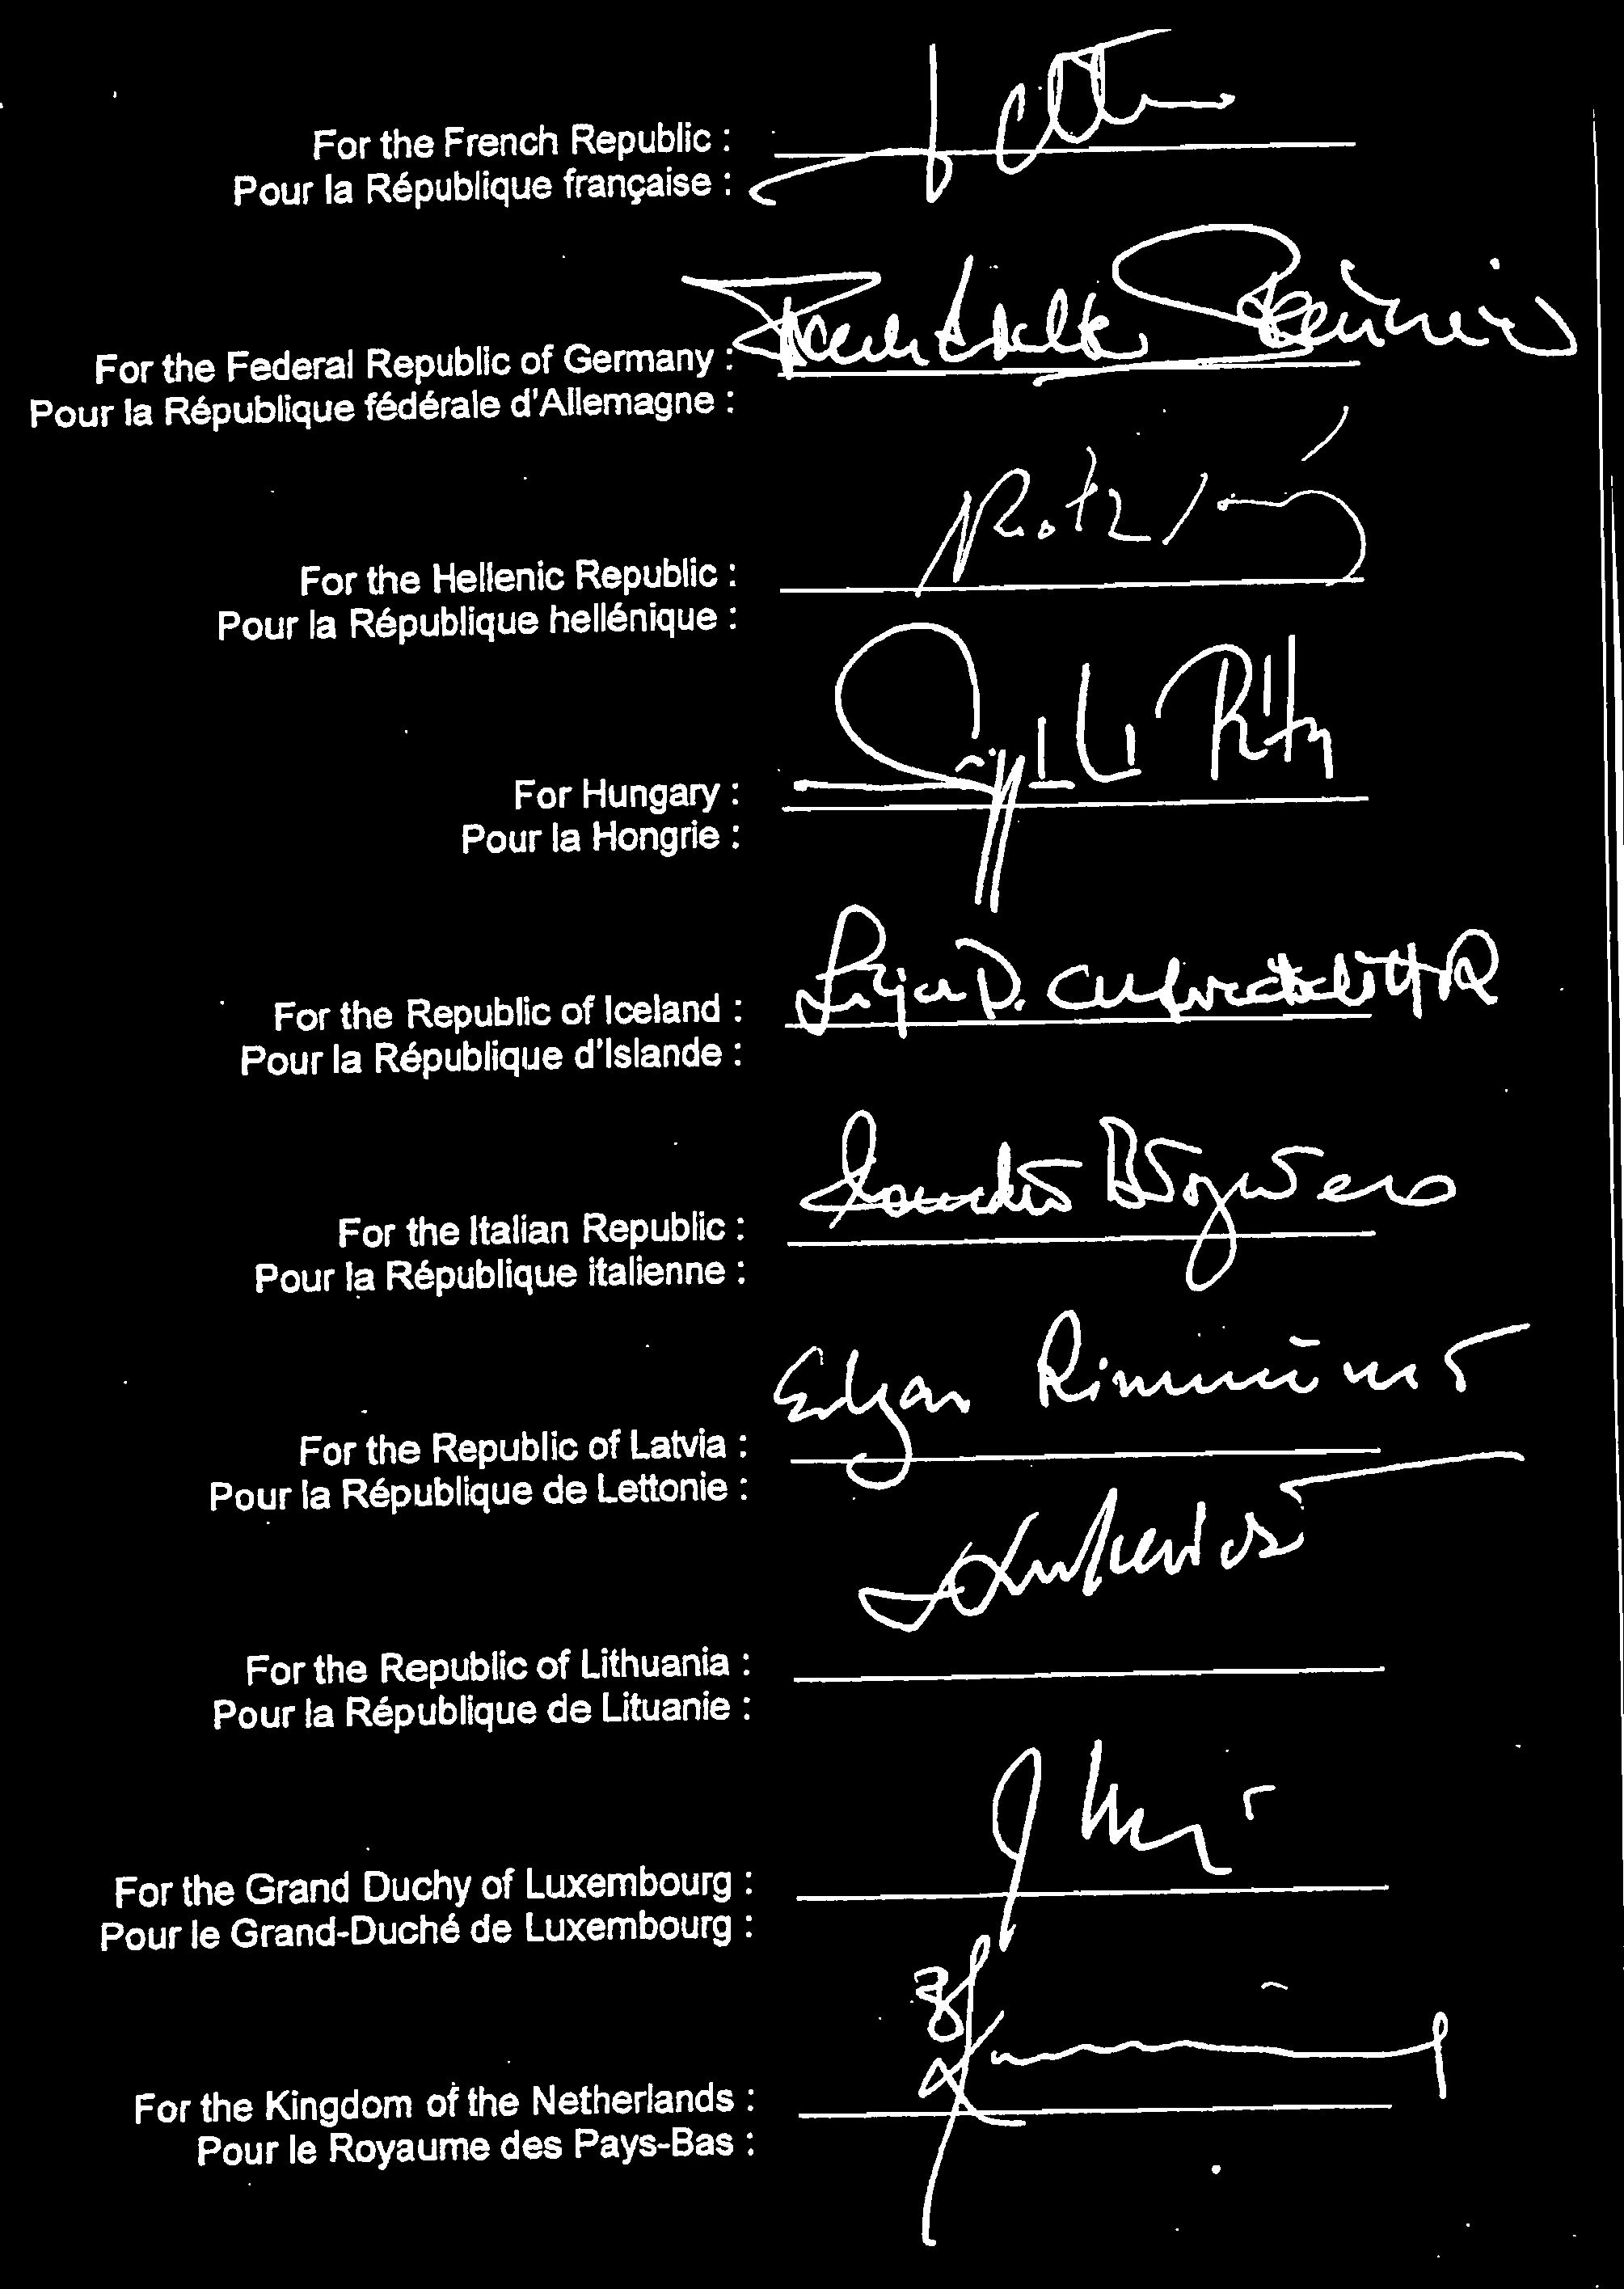 For the French Republic :
Pour la République française :
For the Federal Republic of Germany :
Pour la République fédérale d'Allemagne :
For the Hellenic Republic :
Pour la République hellénique :
For Hungary :
Pour la Hongrie :
For the Republic of Iceland :
Pour la République d'Islande :
For the Italian Republic :
Pour la République italienne :
Edgars
For the Republic of Latvia :
Pour la République de Lettonie :
For the Republic of Lithuania :
Pour la République de Lituanie :
For the Grand Duchy of Luxembourg :
Pour le Grand-Duché de Luxembourg :
For the Kingdom of the Netherlands :
Pour le Royaume des Pays-Bas :